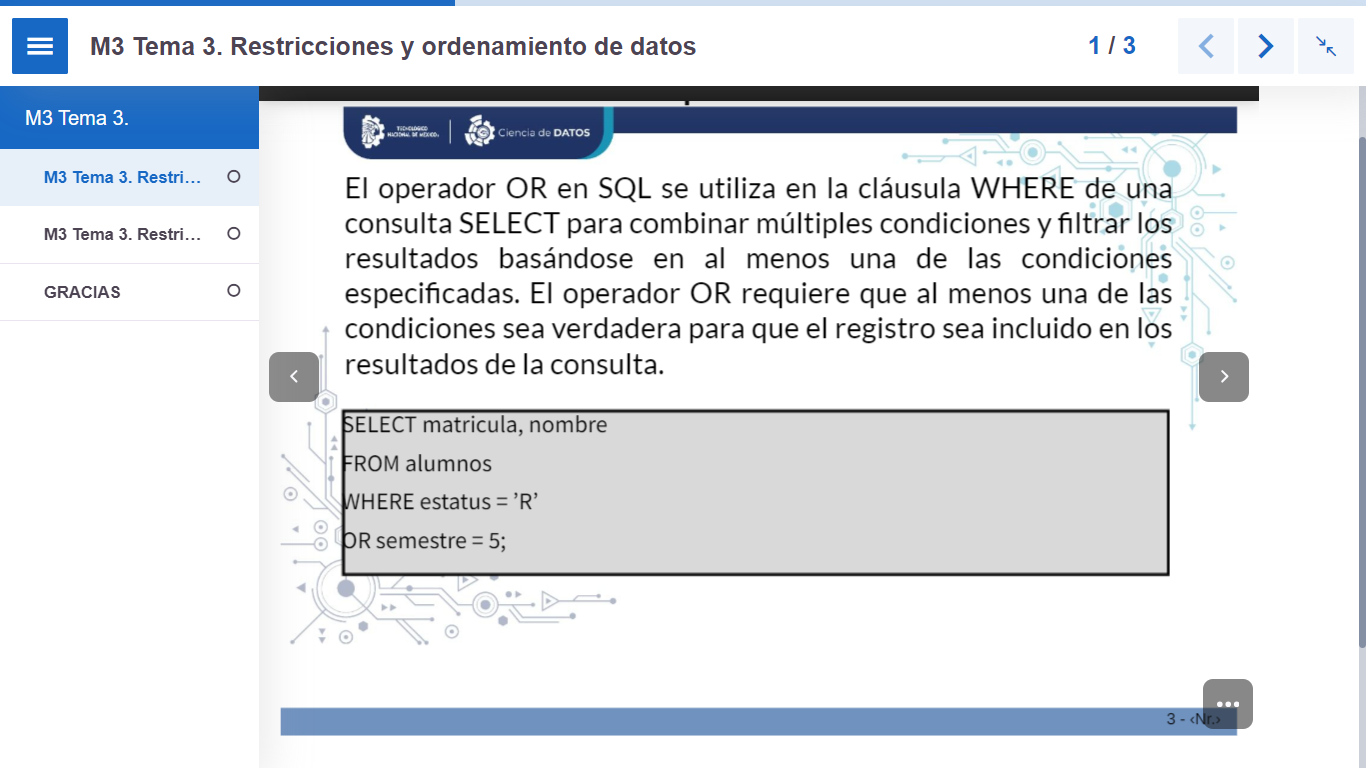 M3 Tema 3. Restricciones y ordenamiento de datos
1 / 3
M3 Tema 3.
M3 Tema 3. Restri...
M3 Tema 3. Restri...
GRACIAS
TECNOLÓGICO
NACIONAL DE MÉXICO.
Ciencia de DATOS
El operador OR en SQL se utiliza en la cláusula WHERE de una
consulta SELECT para combinar múltiples condiciones y filtrar los
resultados basándose en al menos una de las condiciones
especificadas. El operador OR requiere que al menos una de las
condiciones sea verdadera para que el registro sea incluido en los
resultados de la consulta.
SELECT matricula, nombre
FROM alumnos
WHERE estatus = ’R’
OR semestre = 5;
3 - ‹Nr.›